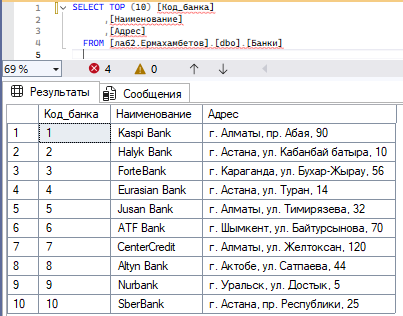 1 SELECT TOP (10) [Код_банка]
2 ,[Наименование]
3 ,[Адрес]
4 FROM [лаб2.Ермахамбетов].[dbo].[Банки]
69 % 4 0
Результаты Сообщения
Код_банка Наименование Адрес
1 1 Kaspi Bank г. Алматы, пр. Абая, 90
2 2 Halyk Bank г. Астана, ул. Кабанбай батыра, 10
3 3 ForteBank г. Караганда, ул. Бухар-Жырау, 56
4 4 Eurasian Bank г. Астана, ул. Туран, 14
5 5 Jusan Bank г. Алматы, ул. Тимирязева, 32
6 6 ATF Bank г. Шымкент, ул. Байтурсынова, 70
7 7 CenterCredit г. Алматы, ул. Желтоксан, 120
8 8 Altyn Bank г. Актобе, ул. Сатпаева, 44
9 9 Nurbank г. Уральск, ул. Достык, 5
10 10 SberBank г. Астана, пр. Республики, 25